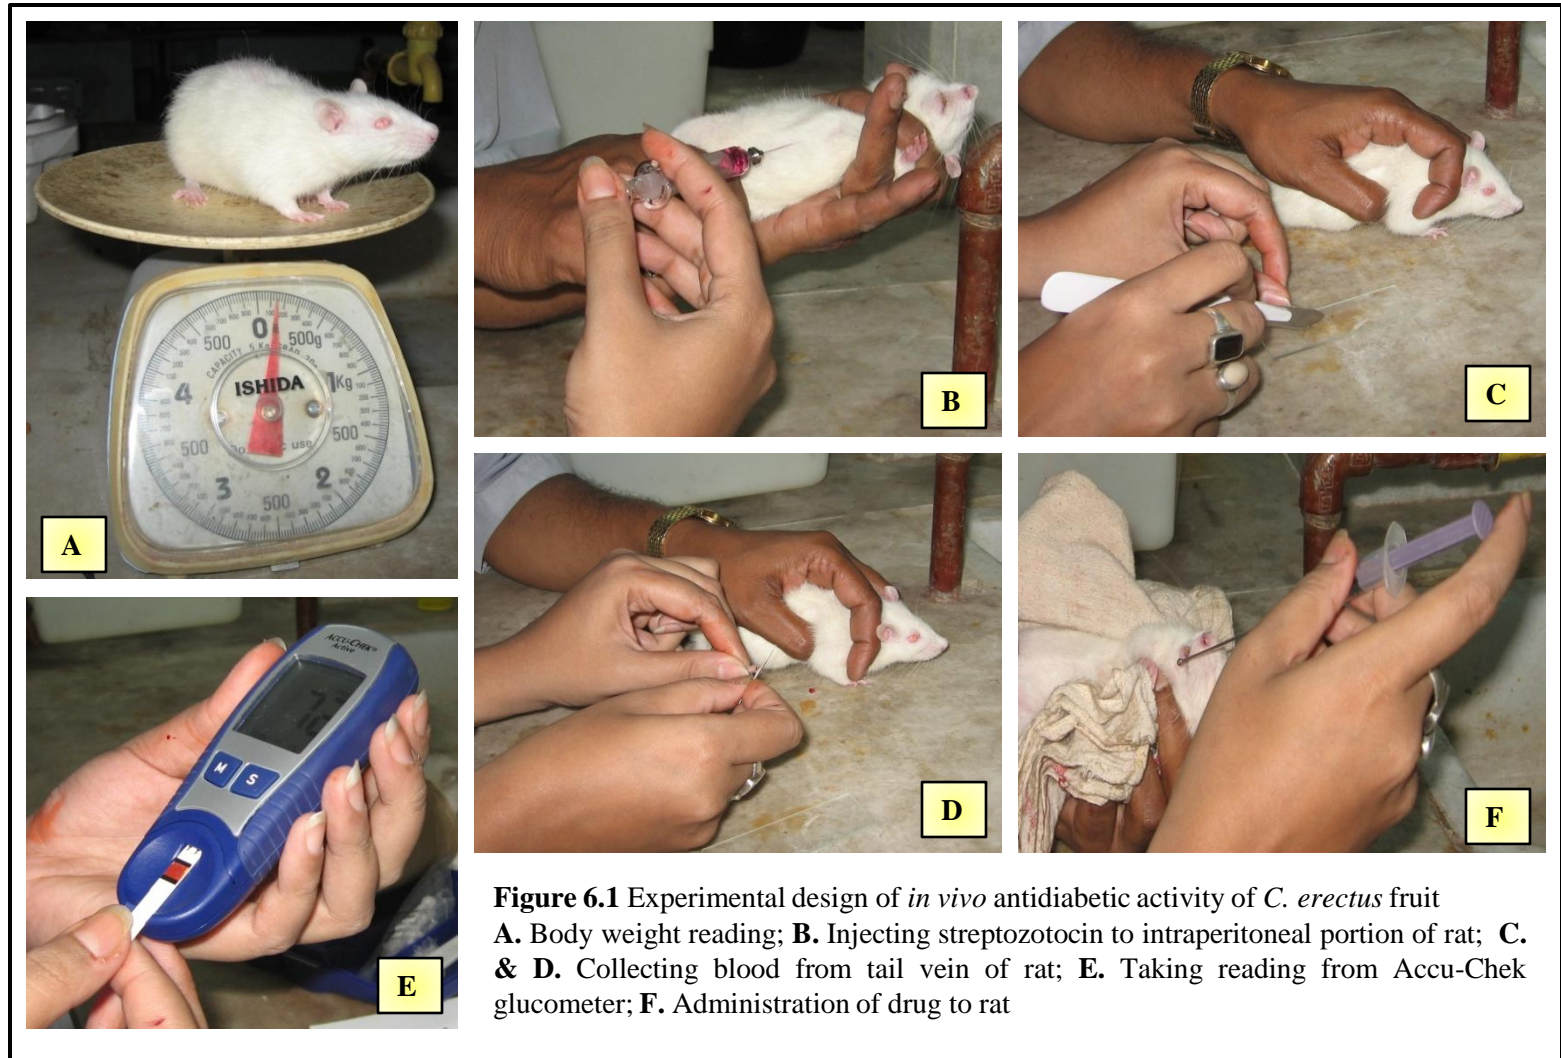 0
500
500g
CAPACITY 5 Kg
ISHIDA
4
1Kg
500
500
3
2
500
A
B
C
D
ACCU-CHEK®
Active
M
S
E
F
Figure 6.1 Experimental design of in vivo antidiabetic activity of C. erectus fruit
A. Body weight reading; B. Injecting streptozotocin to intraperitoneal portion of rat; C.
& D. Collecting blood from tail vein of rat; E. Taking reading from Accu-Chek
glucometer; F. Administration of drug to rat